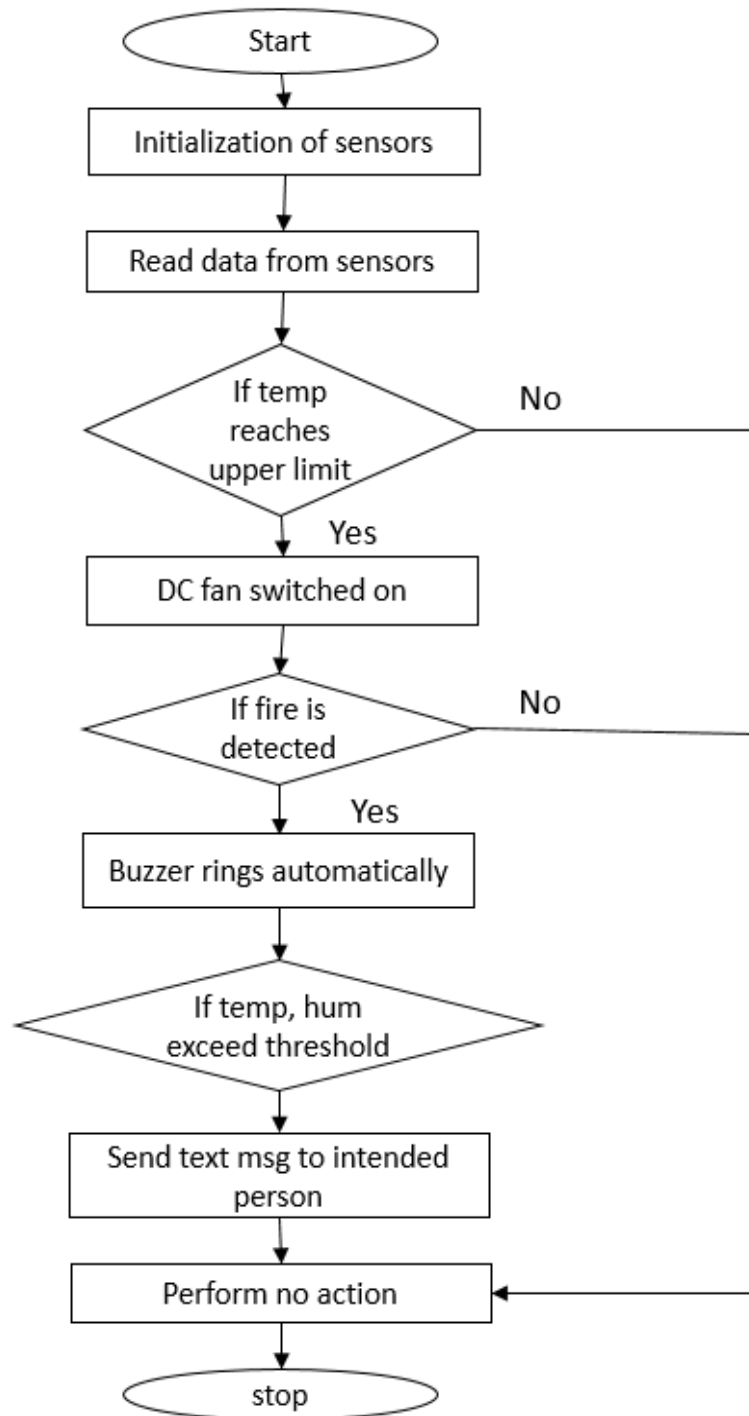 Start
Initialization of sensors
Read data from sensors
If temp
reaches
upper limit
No
Yes
DC fan switched on
If fire is
detected
No
Yes
Buzzer rings automatically
If temp, hum
exceed threshold
Send text msg to intended
person
Perform no action
stop